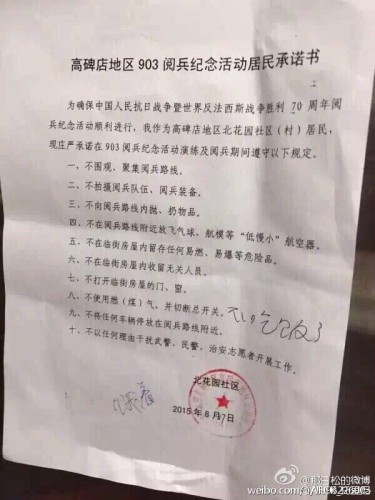 高碑店地区 903 阅兵纪念活动居民承诺书
为确保中国人民抗日战争暨世界反法西斯战争胜利 70 周年阅
兵纪念活动顺利进行，我作为高碑店地区北花园社区（村）居民，
现庄严承诺在 903 阅兵纪念活动演练及阅兵期间遵守以下规定。
一、不围观、聚集阅兵路线。
二、不拍摄阅兵队伍、阅兵装备。
三、不向阅兵路线内抛、扔物品。
四、不在阅兵路线附近放飞气球，航模等“低慢小”航空器。
五、不在临街房屋内留存任何易燃、易爆等危险品。
六、不在临街房屋内收留无关人员。
七、不打开临街房屋的门、窗。
八、不使用燃（煤）气，并切断总开关。不吃饭了
九、不将任何车辆停放在阅兵路线附近。
十、不以任何理由干扰武警、民警，治安志愿者开展工作。
北花园社区
2015年8月17日
weibo.com